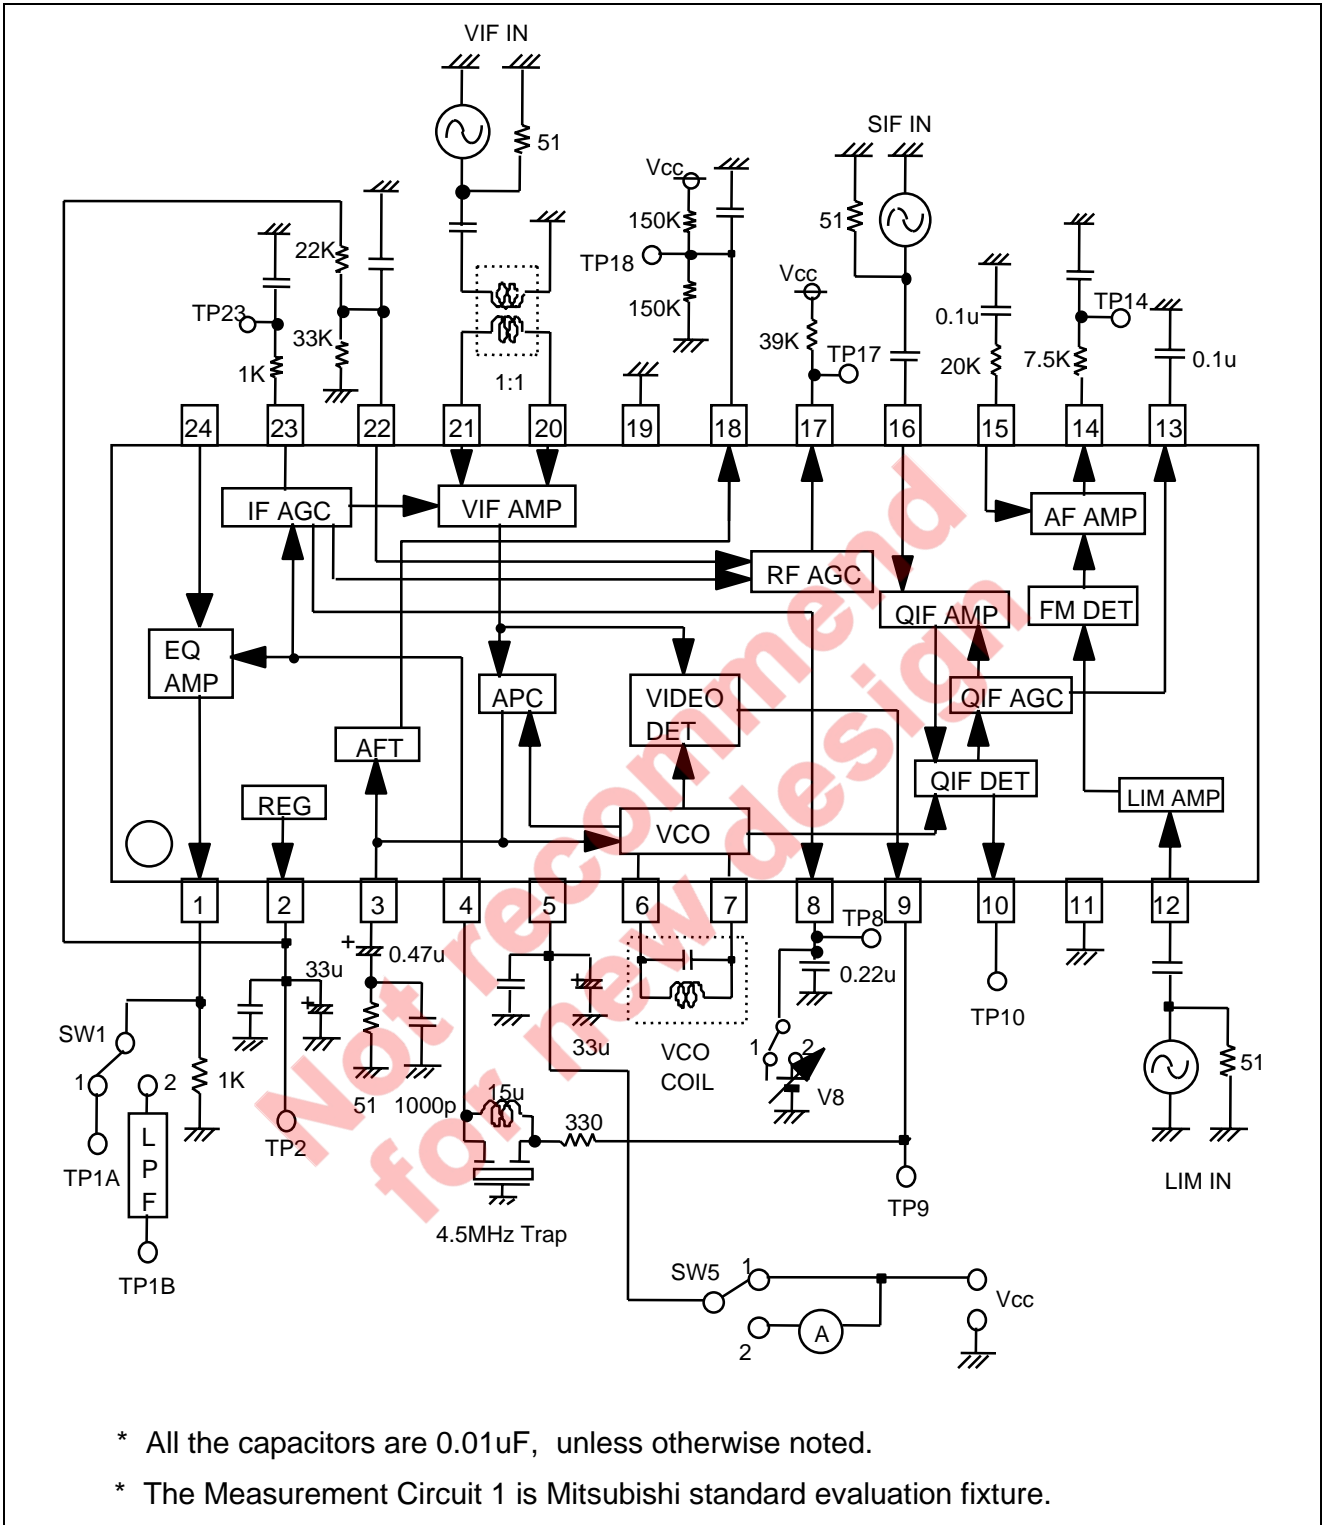 VIF IN
51
SIF IN
Vcc
150K
51
22K
TP18
TP23
Vcc
TP14
150K
0.1u
33K
39K
TP17
1K
1:1
20K
7.5K
0.1u
24
23
22
21
20
19
18
17
16
15
14
13
IF AGC
VIF AMP
AF AMP
RF AGC
QIF AMP
FM DET
EQ
AMP
APC
VIDEO
DET
QIF AGC
AFT
QIF DET
REG
LIM AMP
VCO
1
2
3
4
5
6
7
8
9
10
11
12
TP8
+
0.47u
33u
+
+
0.22u
SW1
TP10
33u
VCO
COIL
1
2
1
2
1K
51
1000p
15u
V8
51
330
TP2
L
P
F
TP1A
LIM IN
TP9
4.5MHz Trap
TP1B
SW5
1
Vcc
2
A
* All the capacitors are 0.01uF, unless otherwise noted.
* The Measurement Circuit 1 is Mitsubishi standard evaluation fixture.
Not recommend
for new design